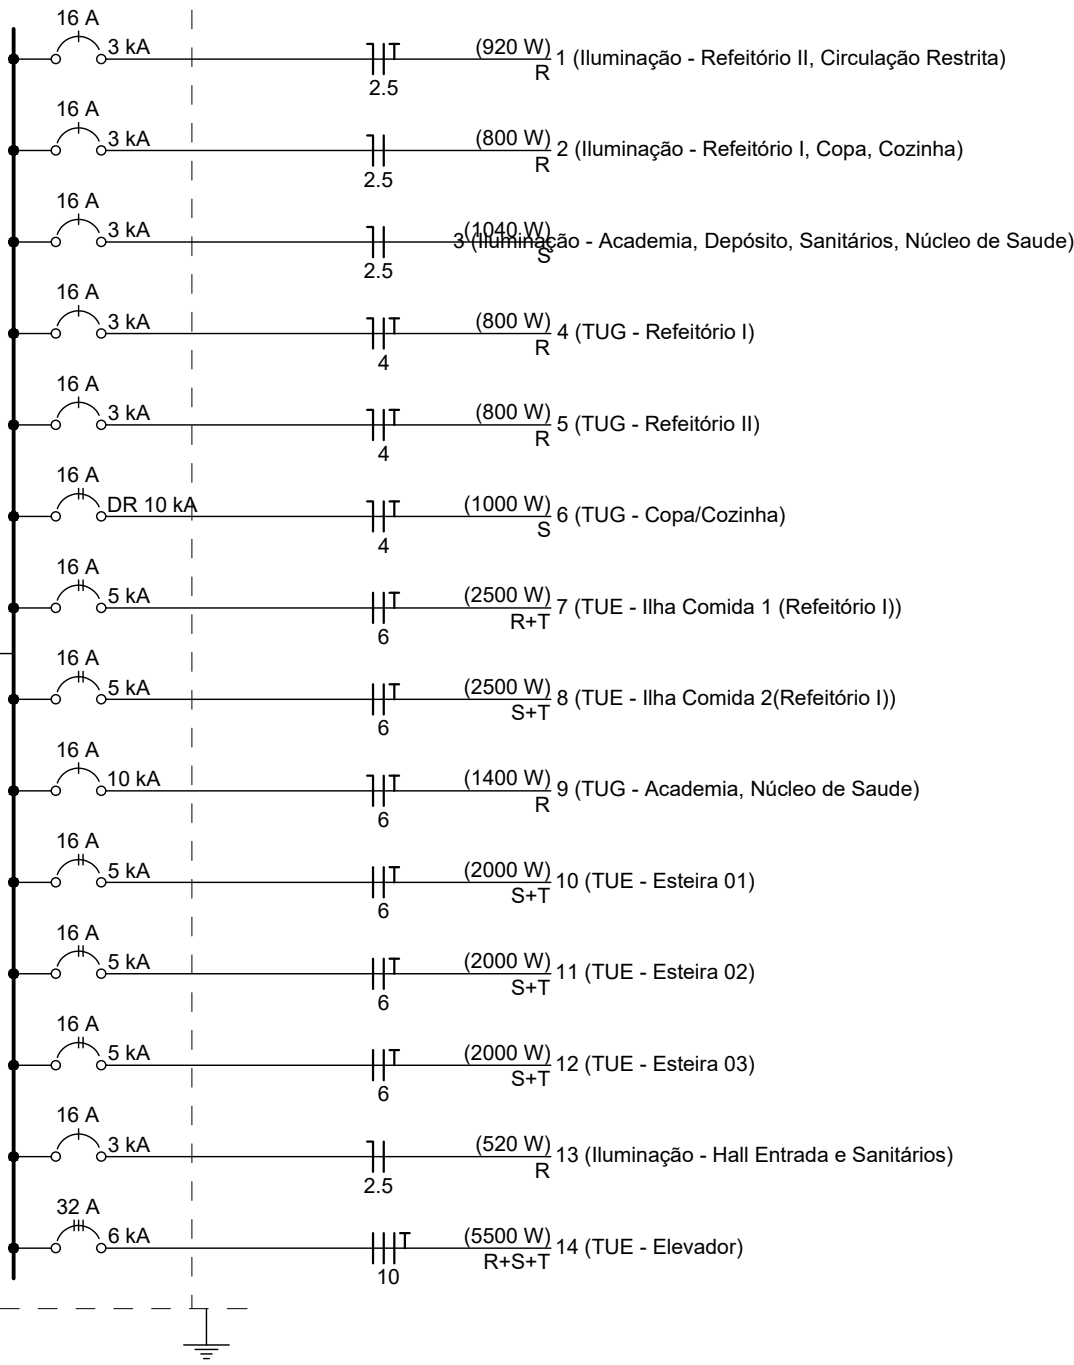 16 A
3 kA
T
2.5
(920 W)
R
1 (Iluminação - Refeitório II, Circulação Restrita)
16 A
3 kA
2.5
(800 W)
R
2 (Iluminação - Refeitório I, Copa, Cozinha)
16 A
3 kA
2.5
(1040 W)
S
3 (Iluminação - Academia, Depósito, Sanitários, Núcleo de Saude)
16 A
3 kA
T
4
(800 W)
R
4 (TUG - Refeitório I)
16 A
3 kA
T
4
(800 W)
R
5 (TUG - Refeitório II)
16 A
DR 10 kA
T
4
(1000 W)
S
6 (TUG - Copa/Cozinha)
16 A
5 kA
T
6
(2500 W)
R+T
7 (TUE - Ilha Comida 1 (Refeitório I))
16 A
5 kA
T
6
(2500 W)
S+T
8 (TUE - Ilha Comida 2(Refeitório I))
16 A
10 kA
T
6
(1400 W)
R
9 (TUG - Academia, Núcleo de Saude)
16 A
5 kA
T
6
(2000 W)
S+T
10 (TUE - Esteira 01)
16 A
5 kA
T
6
(2000 W)
S+T
11 (TUE - Esteira 02)
16 A
5 kA
T
6
(2000 W)
S+T
12 (TUE - Esteira 03)
16 A
3 kA
2.5
(520 W)
R
13 (Iluminação - Hall Entrada e Sanitários)
32 A
6 kA
T
10
(5500 W)
R+S+T
14 (TUE - Elevador)